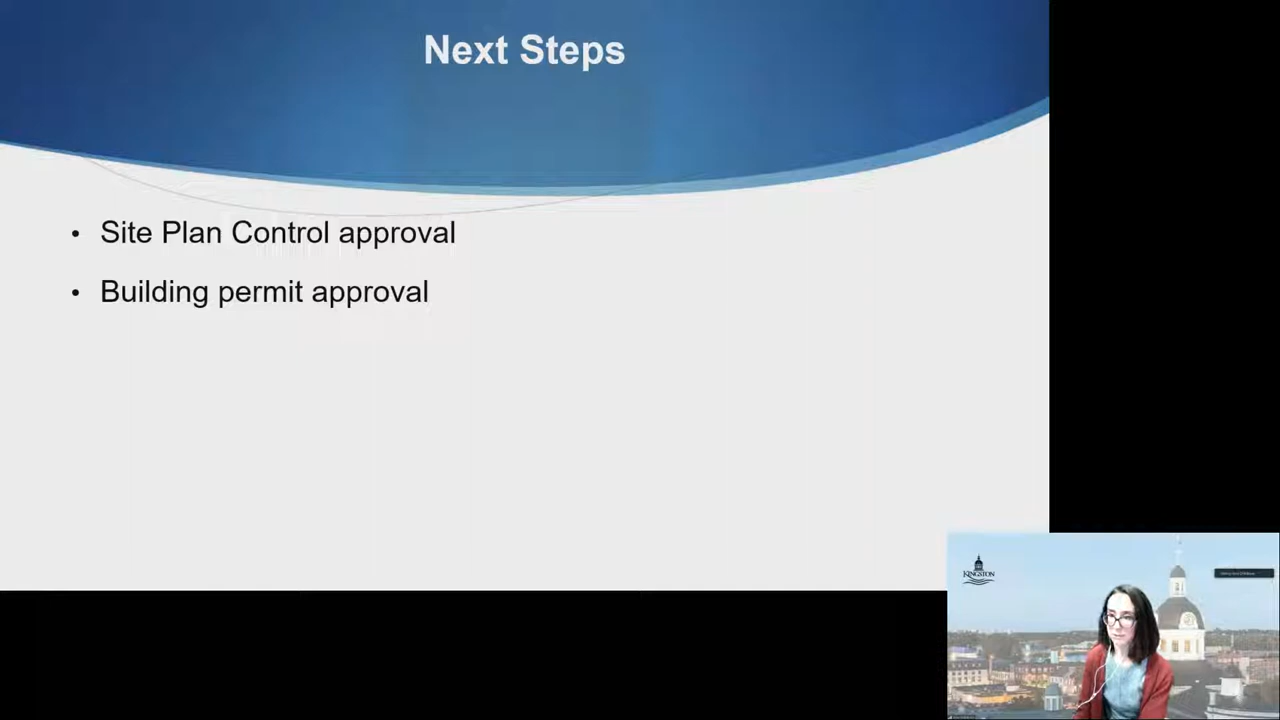 Next Steps
• Site Plan Control approval
• Building permit approval
KINGSTON